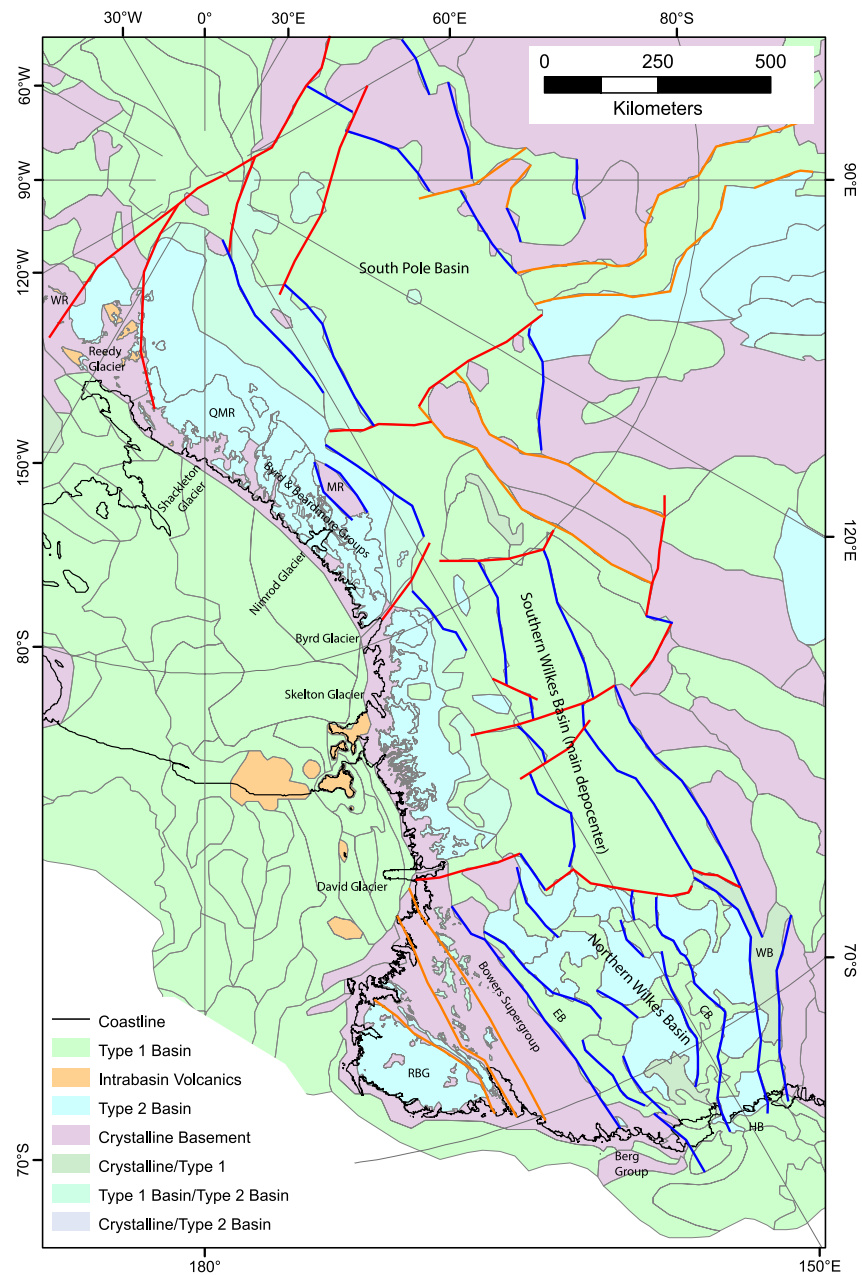 30°W
0°
30°E
60°E
80°S
0
250
500
Kilometers
60°W
90°W
90°E
120°W
South Pole Basin
WR
Reedy
Glacier
QMR
150°W
Shackleton
Glacier
MR
Byrd & Beardmore Groups
120°E
Nimrod Glacier
Southern Wilkes Basin (main depocenter)
Byrd Glacier
80°S
Skelton Glacier
David Glacier
Northern Wilkes Basin
WB
70°S
Bowers Supergroup
EB
CB
Coastline
Type 1 Basin
Intrabasin Volcanics
Type 2 Basin
Crystalline Basement
Crystalline/Type 1
Type 1 Basin/Type 2 Basin
Crystalline/Type 2 Basin
RBG
HB
Berg
Group
70°S
180°
150°E